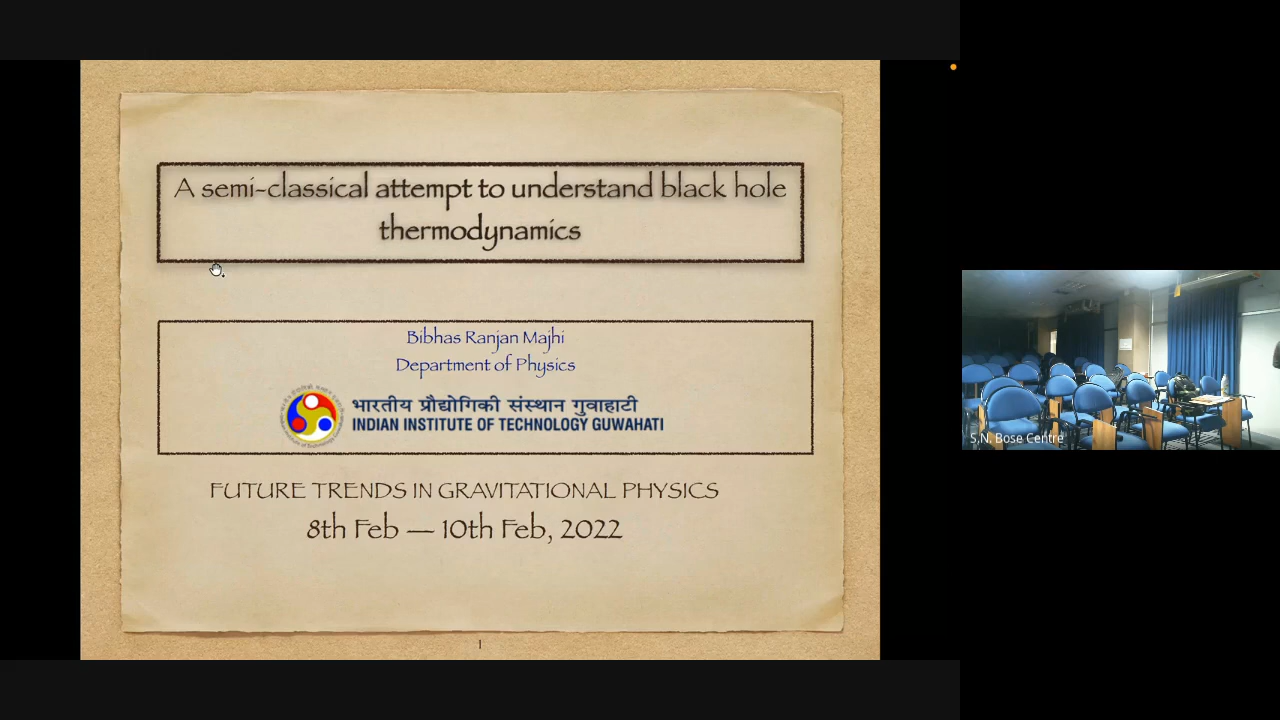 A semi-classical attempt to understand black hole
thermodynamics
Bibhas Ranjan Majhi
Department of Physics
भारतीय प्रौद्योगिकी संस्थान गुवाहाटी
INDIAN INSTITUTE OF TECHNOLOGY GUWAHATI
FUTURE TRENDS IN GRAVITATIONAL PHYSICS
8th Feb — 10th Feb, 2022
1
S.N. Bose Centre